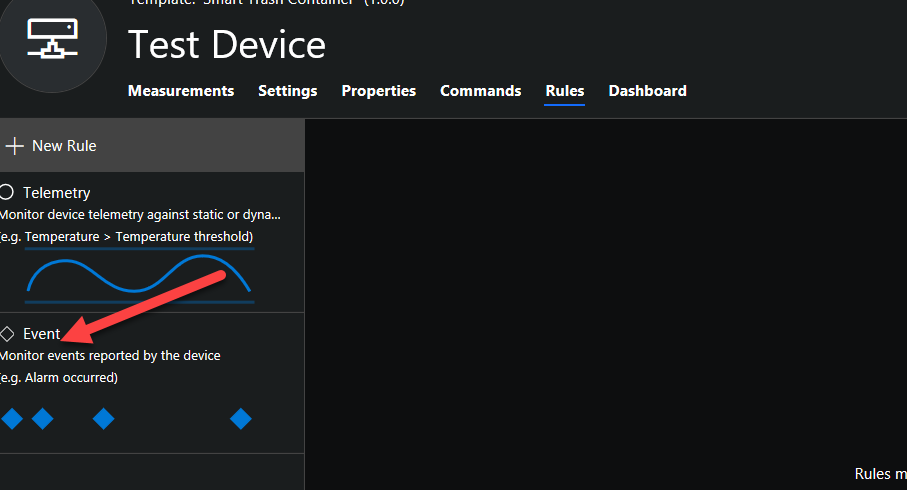 Template: "Smart Trash Container" (1.0.0)
Test Device
Measurements Settings Properties Commands Rules Dashboard
New Rule
Telemetry
Monitor device telemetry against static or dyna...
(e.g. Temperature > Temperature threshold)
Event
Monitor events reported by the device
(e.g. Alarm occurred)
Rules m